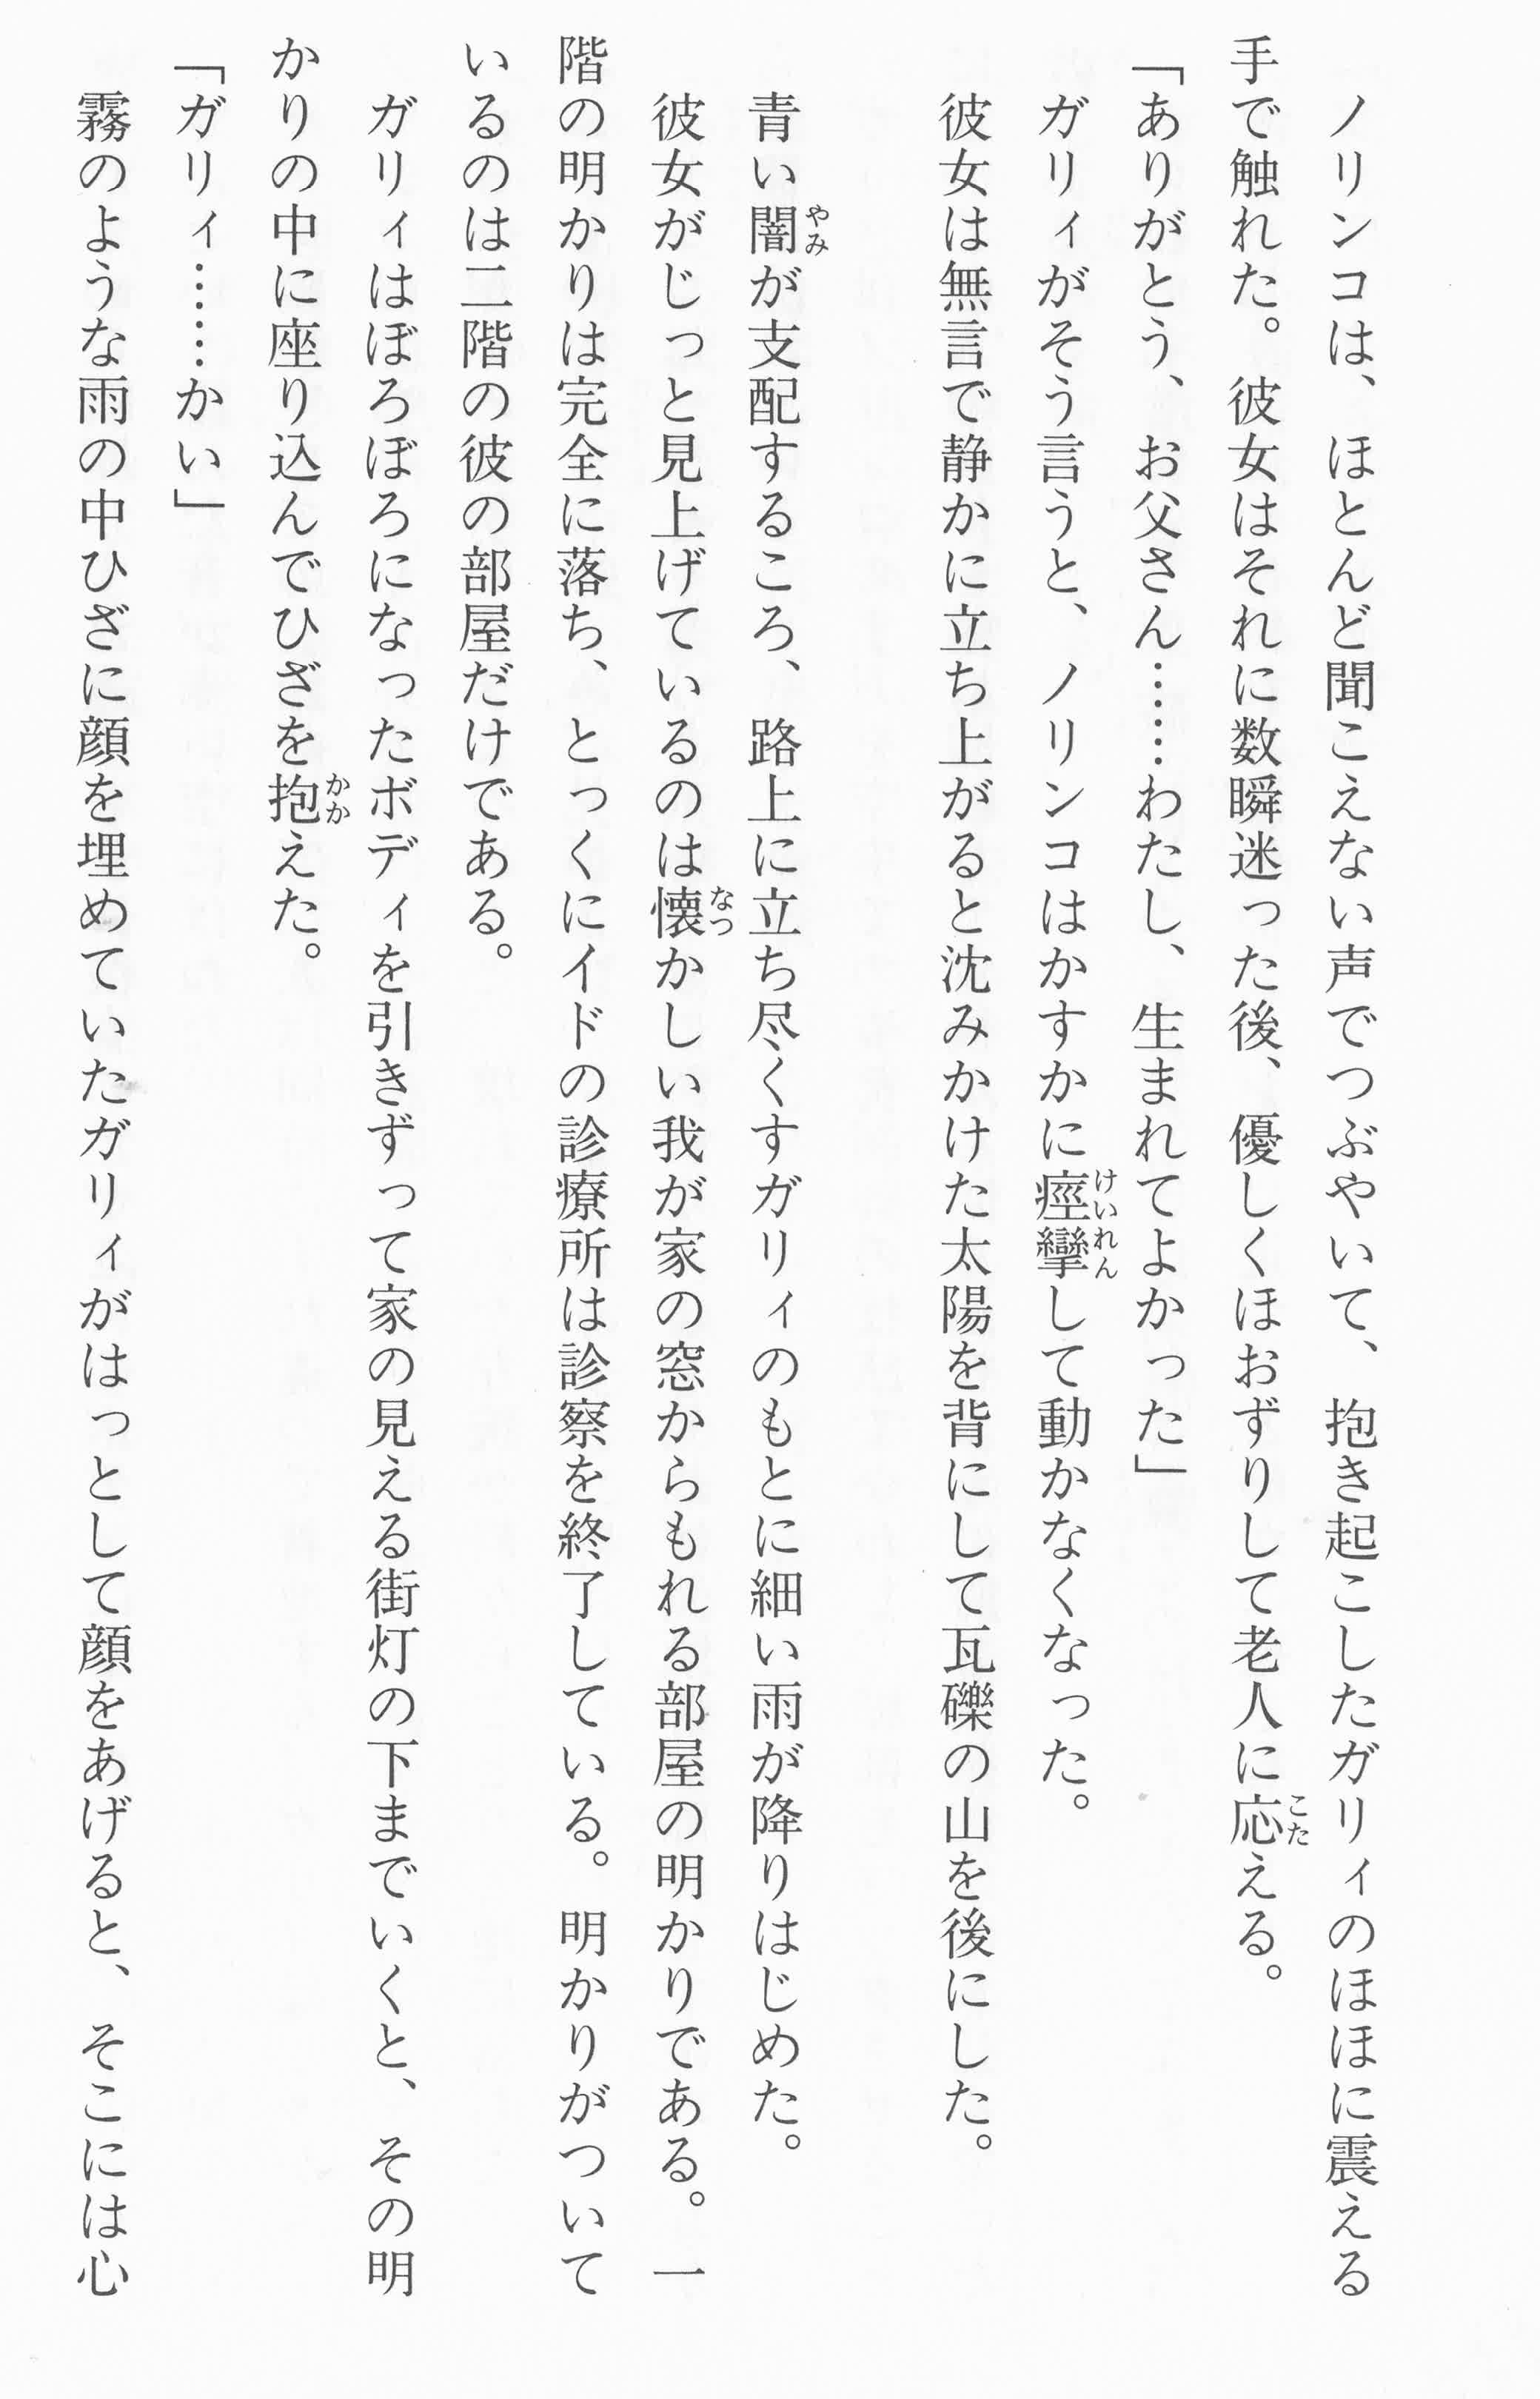 ノリンコは、ほとんど聞こえない声でつぶやいて、抱き起こしたガリィのほほに震える
手で触れた。彼女はそれに数瞬迷った後、優しくほおずりして老人に応える。
「ありがとう、お父さん……わたし、生まれてよかった」
ガリィがそう言うと、ノリンコはかすかに痙攣して動かなくなった。
彼女は無言で静かに立ち上がると沈みかけた太陽を背にして瓦礫の山を後にした。
青い闇が支配するころ、路上に立ち尽くすガリィのもとに細い雨が降りはじめた。
彼女がじっと見上げているのは懐かしい我が家の窓からもれる部屋の明かりである。一
階の明かりは完全に落ち、とっくにイドの診療所は診察を終了している。明かりがついて
いるのは二階の彼の部屋だけである。
ガリィはぼろぼろになったボディを引きずって家の見える街灯の下までいくと、その明
かりの中に座り込んでひざを抱えた。
「ガリィ……かい」
霧のような雨の中ひざに顔を埋めていたガリィがはっとして顔をあげると、そこには心